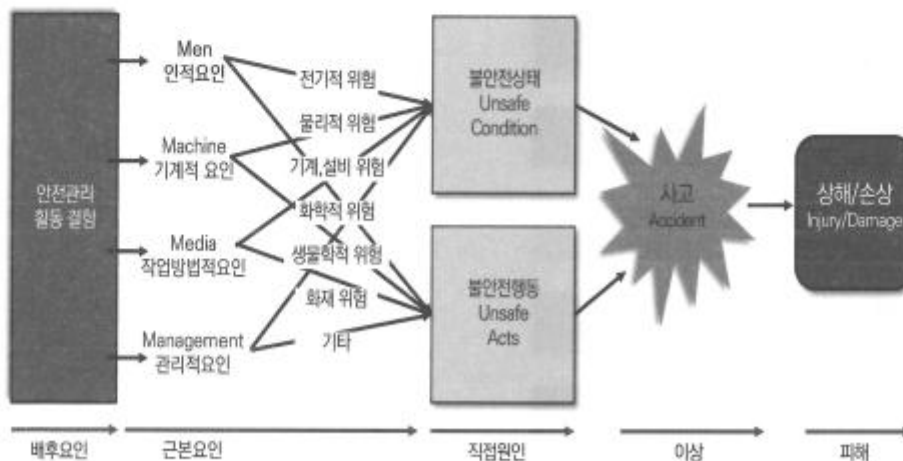 안전관리
활동 결함
Men
인적요인
Machine
기계적 요인
Media
작업방법적요인
Management
관리적요인
전기적 위험
물리적 위험
기계,설비 위험
화학적 위험
생물학적 위험
화재 위험
기타
불안전상태
Unsafe
Condition
불안전행동
Unsafe
Acts
사고
Accident
상해/손상
Injury/Damage
배후요인
근본요인
직접원인
이상
피해